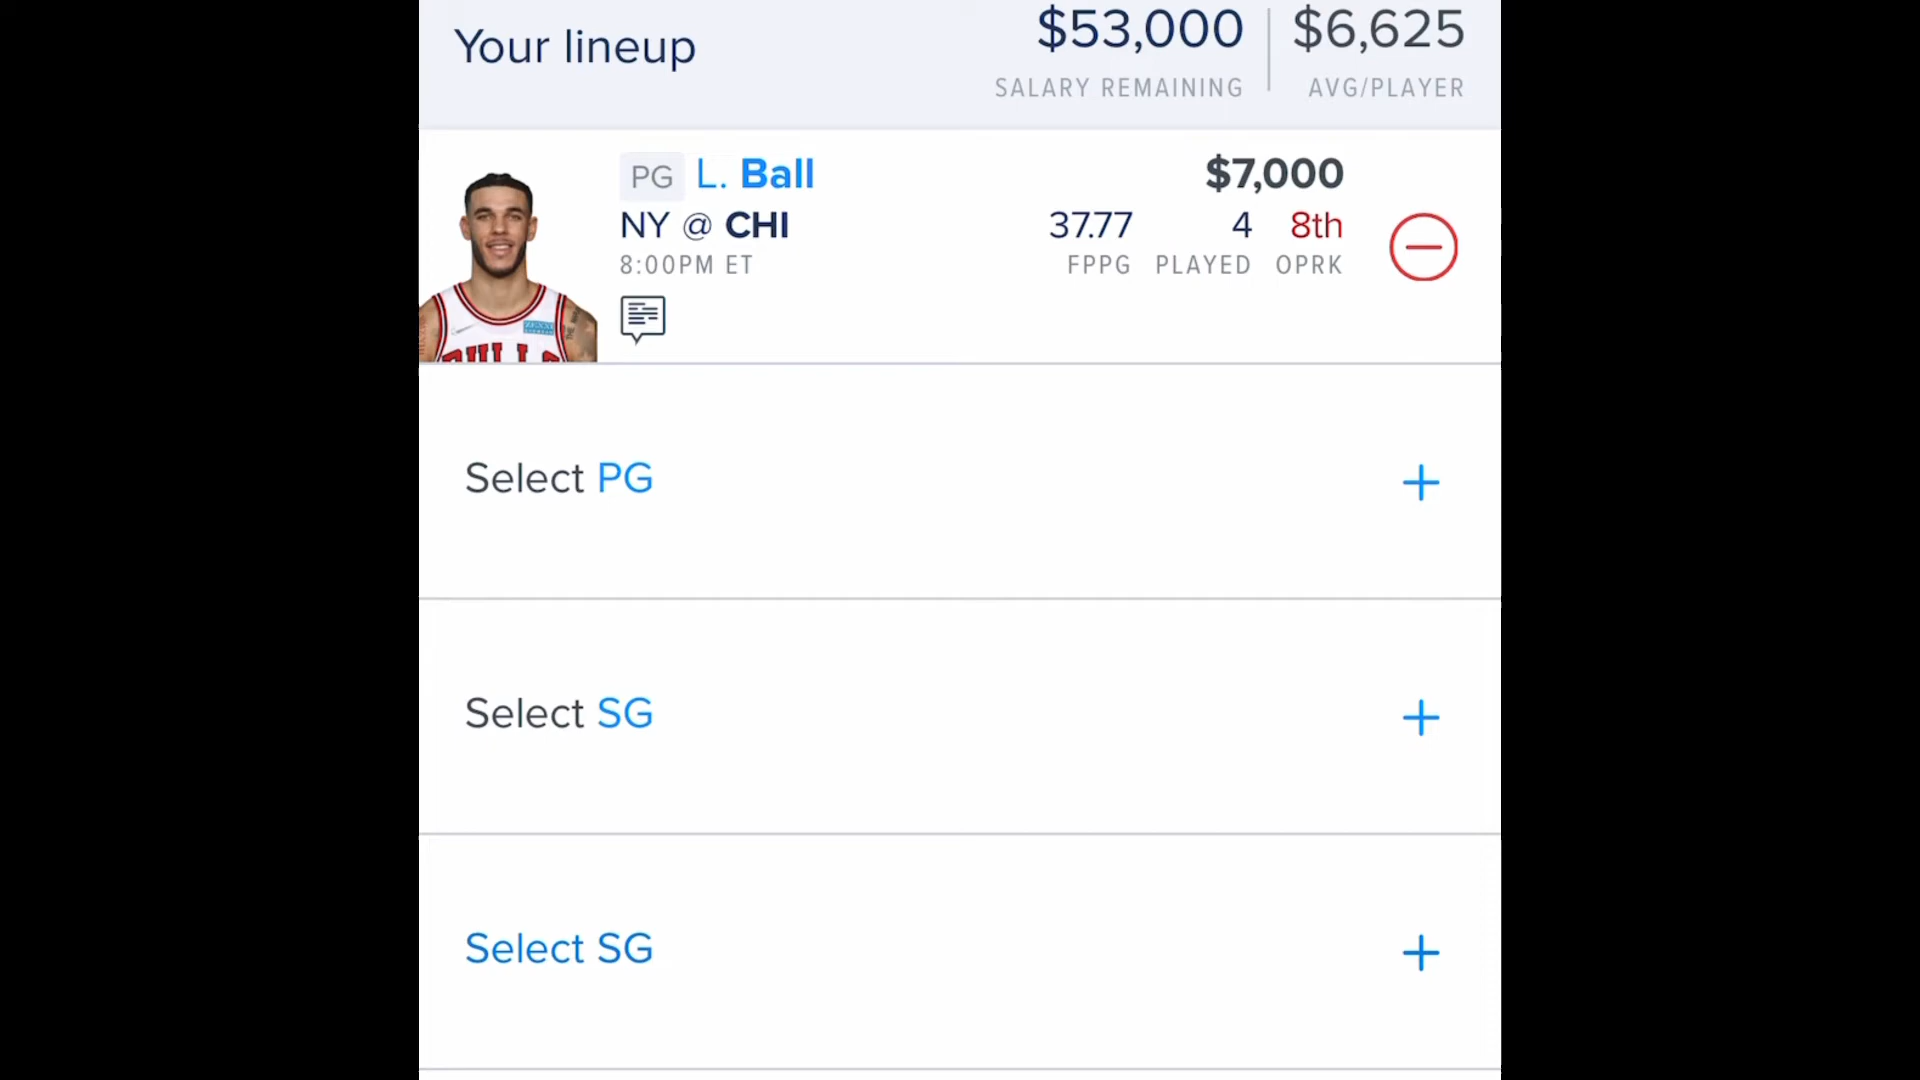 Your lineup
$53,000
SALARY REMAINING
$6,625
AVG/PLAYER
PG L. Ball
$7,000
NY @ CHI
37.77 4 8th
8:00PM ET
FPPG PLAYED OPRK
BULLS
Select PG
Select SG
Select SG